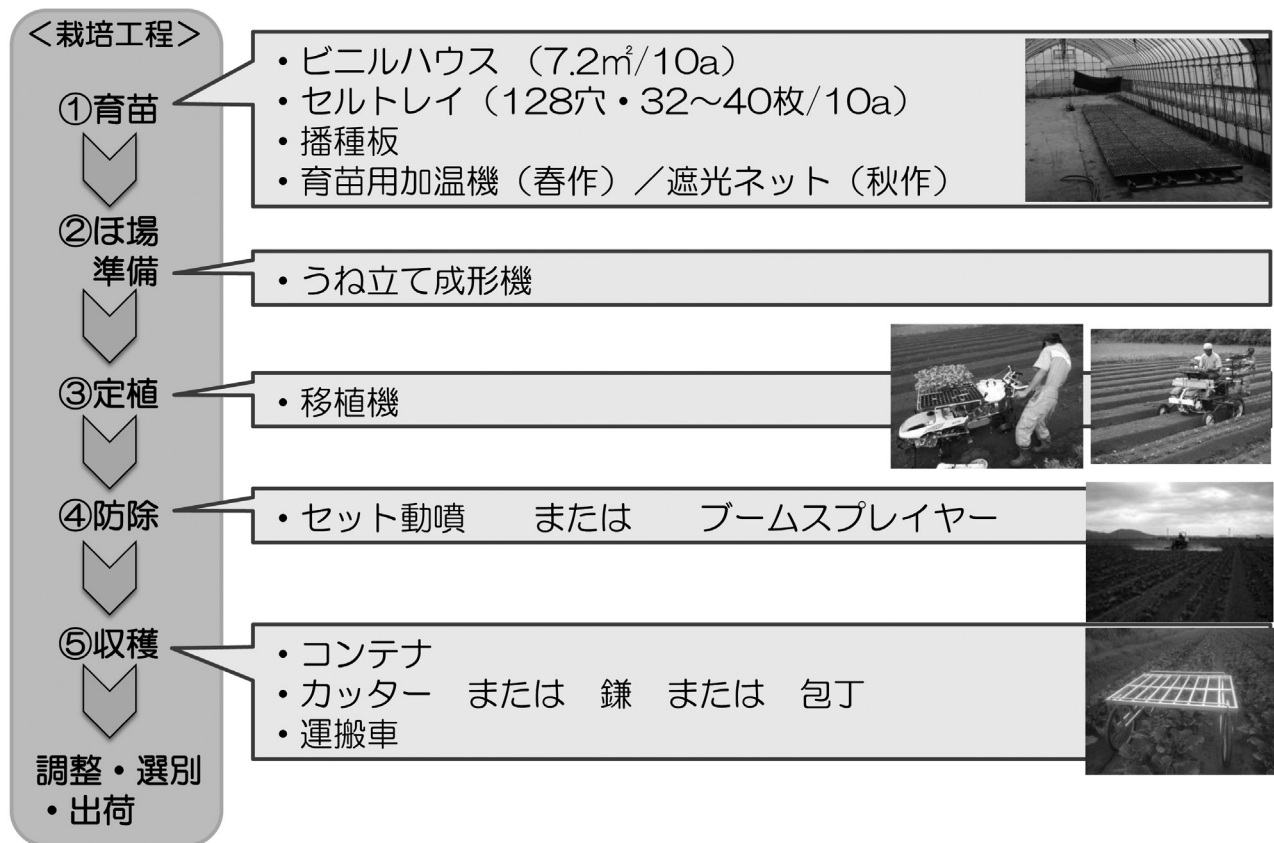 ＜栽培工程＞
①育苗
・ビニルハウス （7.2㎡/10a）
・セルトレイ（128穴・32～40枚/10a）
・播種板
・育苗用加温機（春作）／遮光ネット（秋作）
②ほ場
準備
・うね立て成形機
③定植
・移植機
④防除
・セット動噴　　または　　ブームスプレイヤー
⑤収穫
・コンテナ
・カッター　または　鎌　または　包丁
・運搬車
調整・選別
・出荷